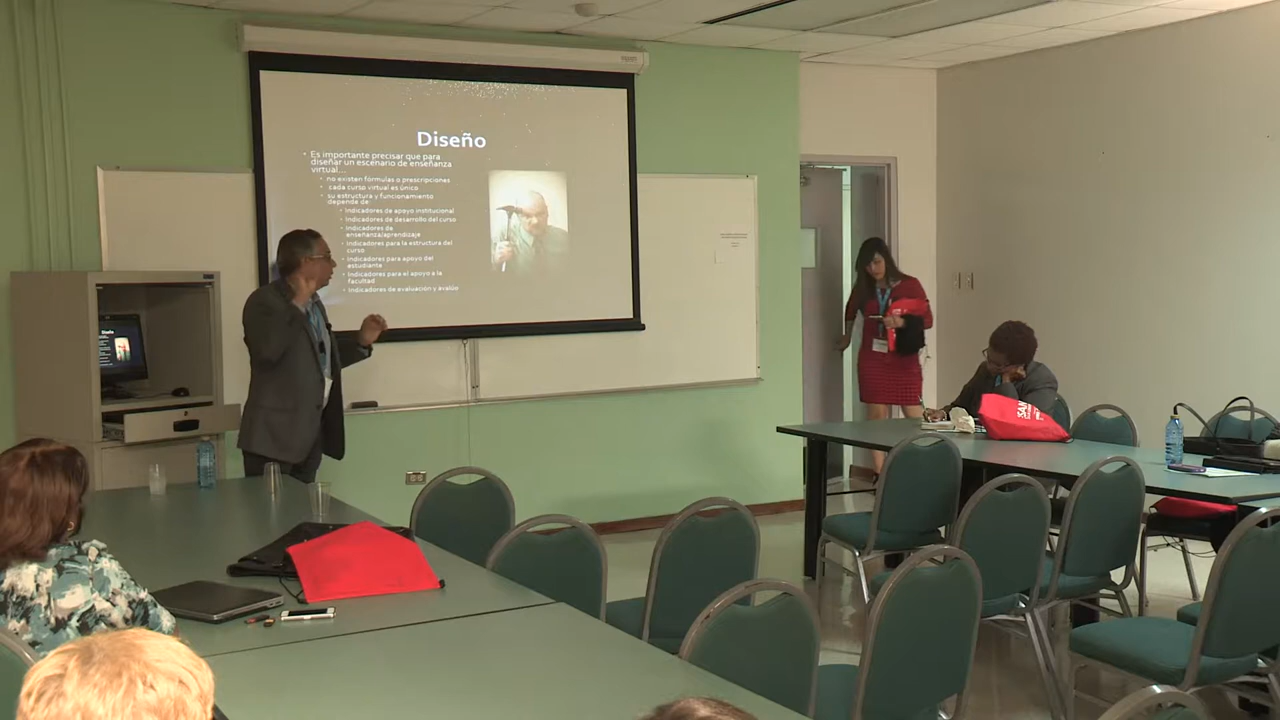 Diseño
• Es importante precisar que para
diseñar un escenario de enseñanza
virtual...
• no existen fórmulas o prescripciones
• cada curso virtual es único
• su estructura y funcionamiento
depende de:
• Indicadores de apoyo institucional
• Indicadores de desarrollo del curso
• Indicadores de
enseñanza/aprendizaje
• Indicadores para la estructura del
curso
• Indicadores para apoyo del
estudiante
• Indicadores para el apoyo a la
facultad
• Indicadores de evaluación y avalúo
Diseño